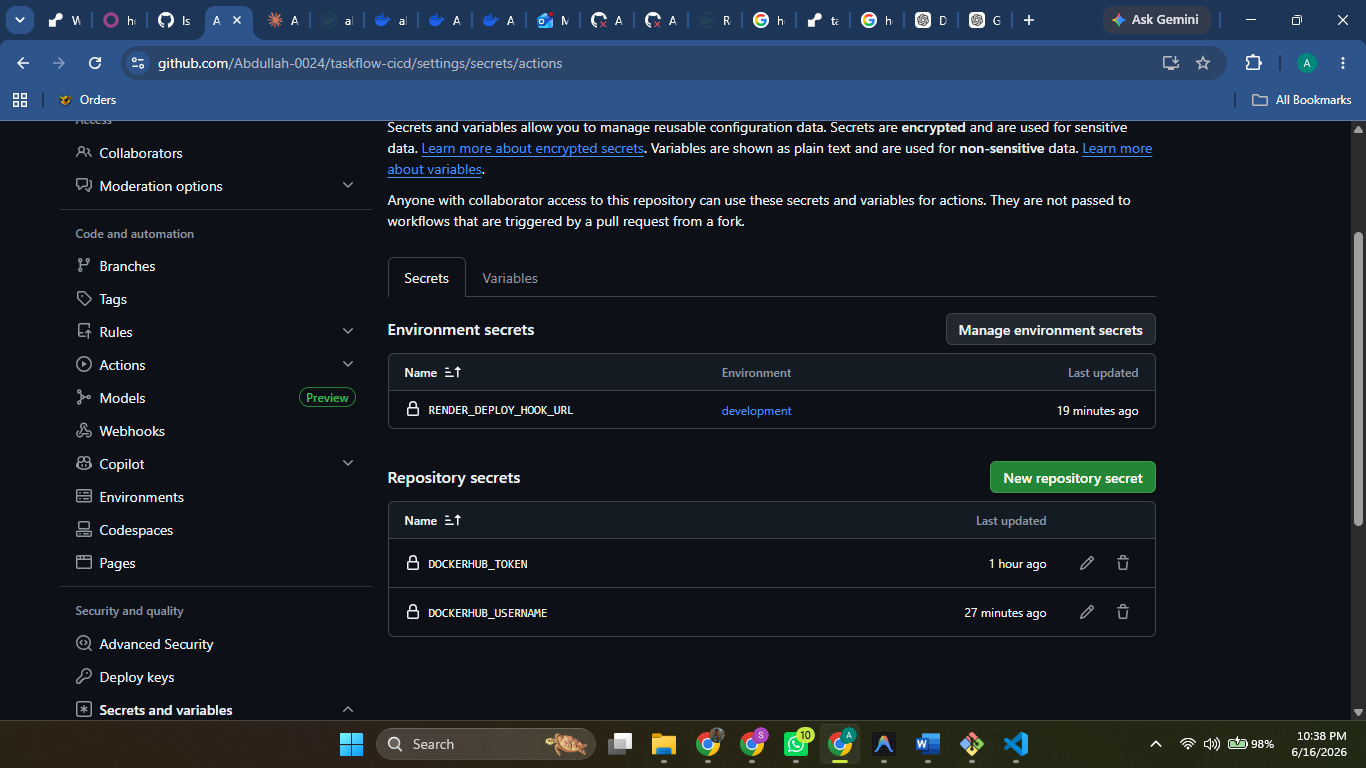 W
h
Is
A
A
al
al
A
A
M
A
A
R
h
ta
h
D
G
Ask Gemini
github.com/Abdullah-0024/taskflow-cicd/settings/secrets/actions
A
Orders
All Bookmarks
Access
Collaborators
Moderation options
Code and automation
Branches
Tags
Rules
Actions
Models
Preview
Webhooks
Copilot
Environments
Codespaces
Pages
Security and quality
Advanced Security
Deploy keys
Secrets and variables
Secrets and variables allow you to manage reusable configuration data. Secrets are encrypted and are used for sensitive
data. Learn more about encrypted secrets. Variables are shown as plain text and are used for non-sensitive data. Learn more
about variables.
Anyone with collaborator access to this repository can use these secrets and variables for actions. They are not passed to
workflows that are triggered by a pull request from a fork.
Secrets
Variables
Environment secrets
Manage environment secrets
Name Environment Last updated
RENDER_DEPLOY_HOOK_URL development 19 minutes ago
Repository secrets
New repository secret
Name Last updated
DOCKERHUB_TOKEN 1 hour ago
DOCKERHUB_USERNAME 27 minutes ago
Search
S
10
A
98%
10:38 PM
6/16/2026